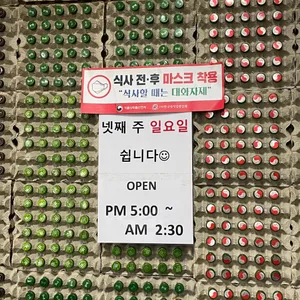 식사 전·후 마스크 착용
"식사할 때는 대화자제"
넷째 주 일요일
쉽니다☺
OPEN
PM 5:00 ~
AM 2:30